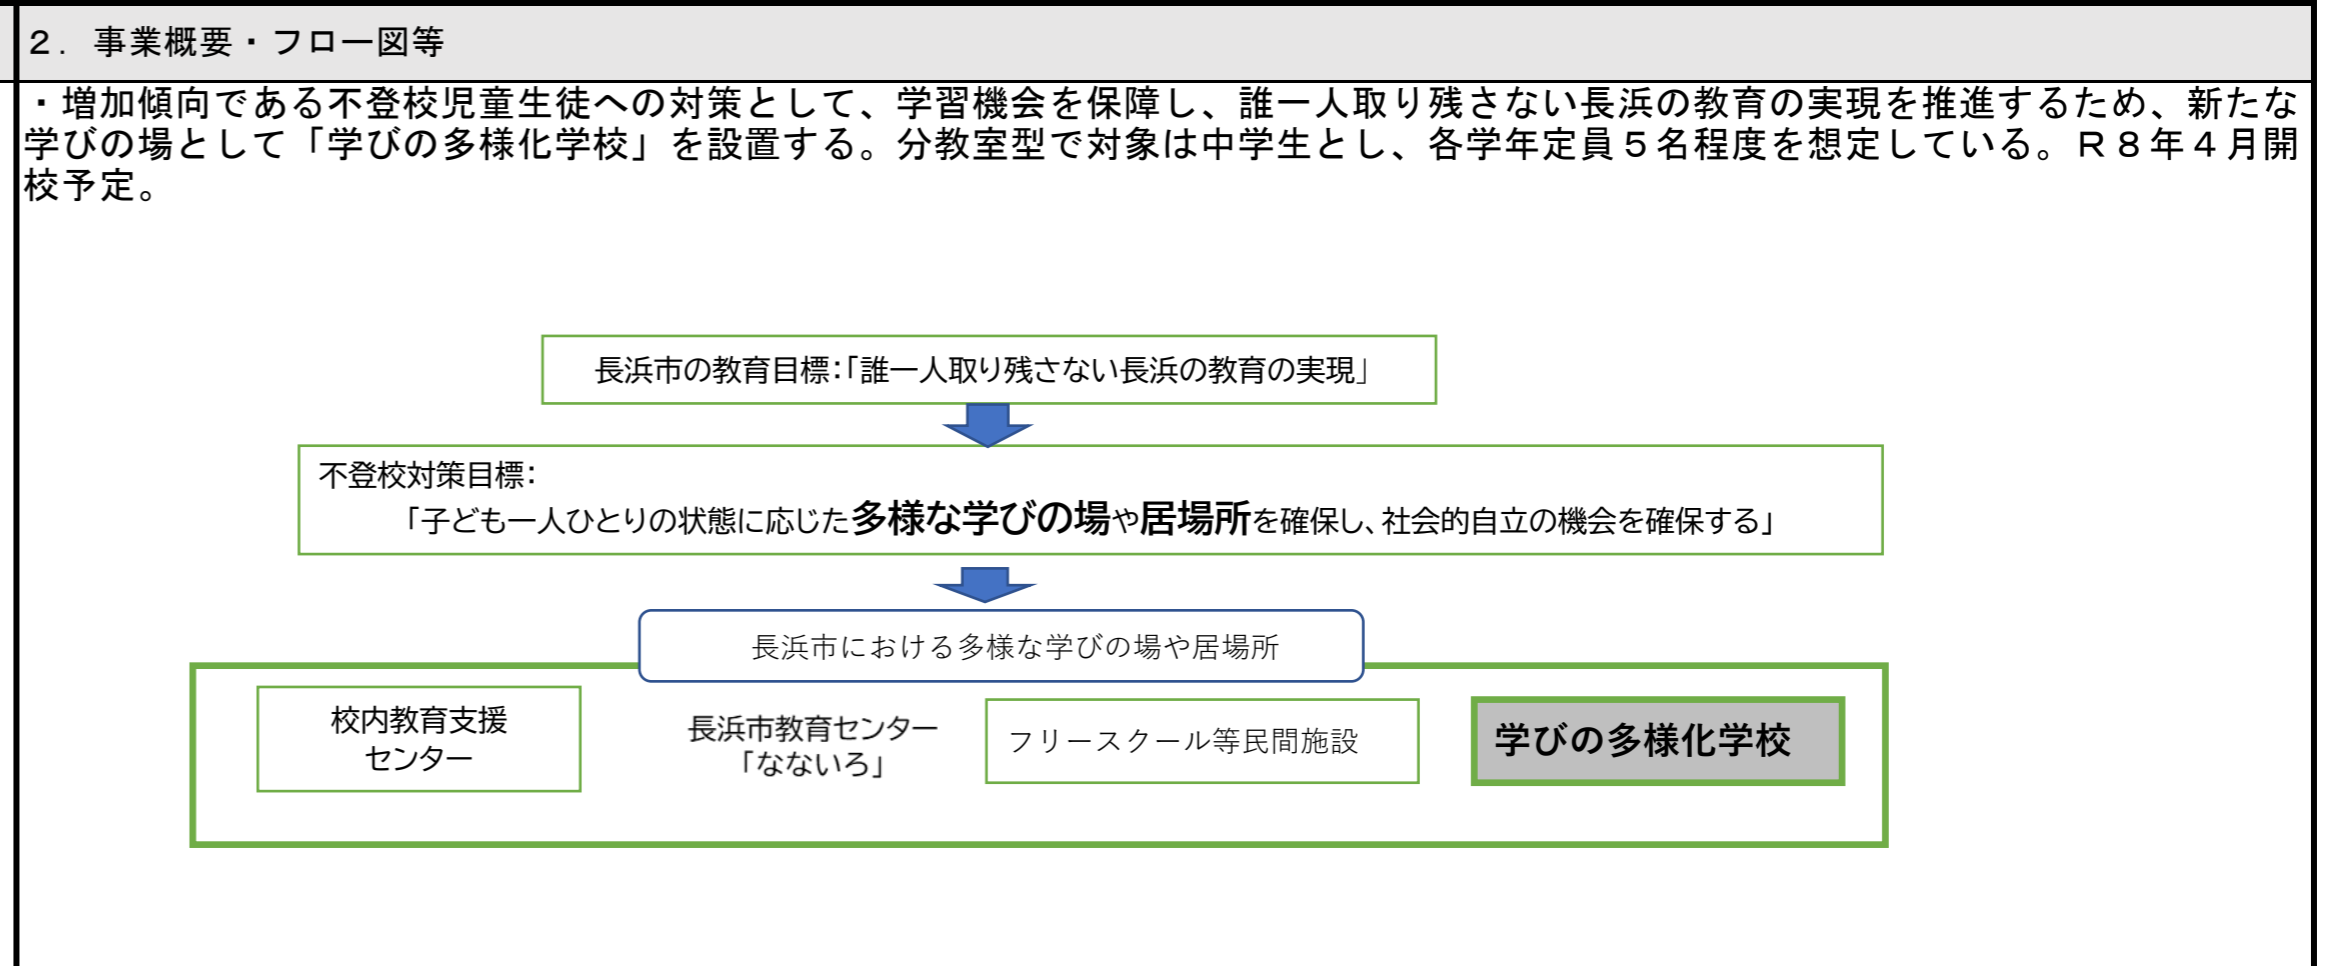 ２．事業概要・フロー図等
・増加傾向である不登校児童生徒への対策として、学習機会を保障し、誰一人取り残さない長浜の教育の実現を推進するため、新たな
学びの場として「学びの多様化学校」を設置する。分教室型で対象は中学生とし、各学年定員５名程度を想定している。Ｒ８年４月開
校予定。
長浜市の教育目標：「誰一人取り残さない長浜の教育の実現」
不登校対策目標：
「子ども一人ひとりの状態に応じた多様な学びの場や居場所を確保し、社会的自立の機会を確保する」
長浜市における多様な学びの場や居場所
校内教育支援
センター
長浜市教育センター
「なないろ」
フリースクール等民間施設
学びの多様化学校